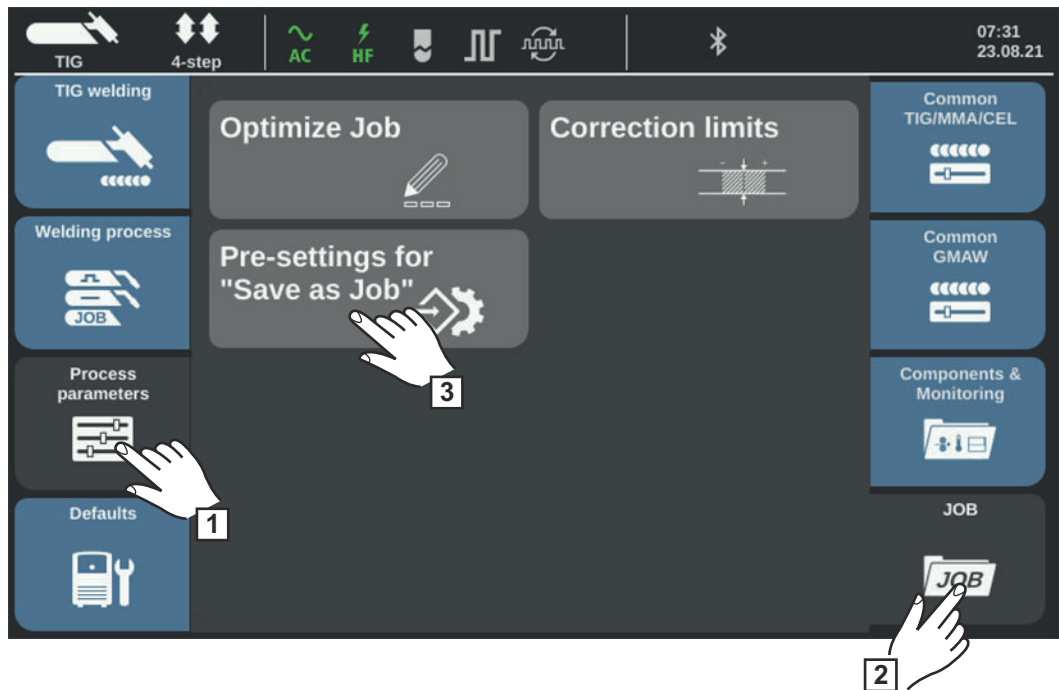 TIG
4-step
AC
HF
07:31
23.08.21
TIG welding
Welding process
JOB
Process
parameters
1
Defaults
Optimize Job
Correction limits
- +
Pre-settings for
"Save as Job"
3
Common
TIG/MMA/CEL
Common
GMAW
Components &
Monitoring
JOB
JOB
2